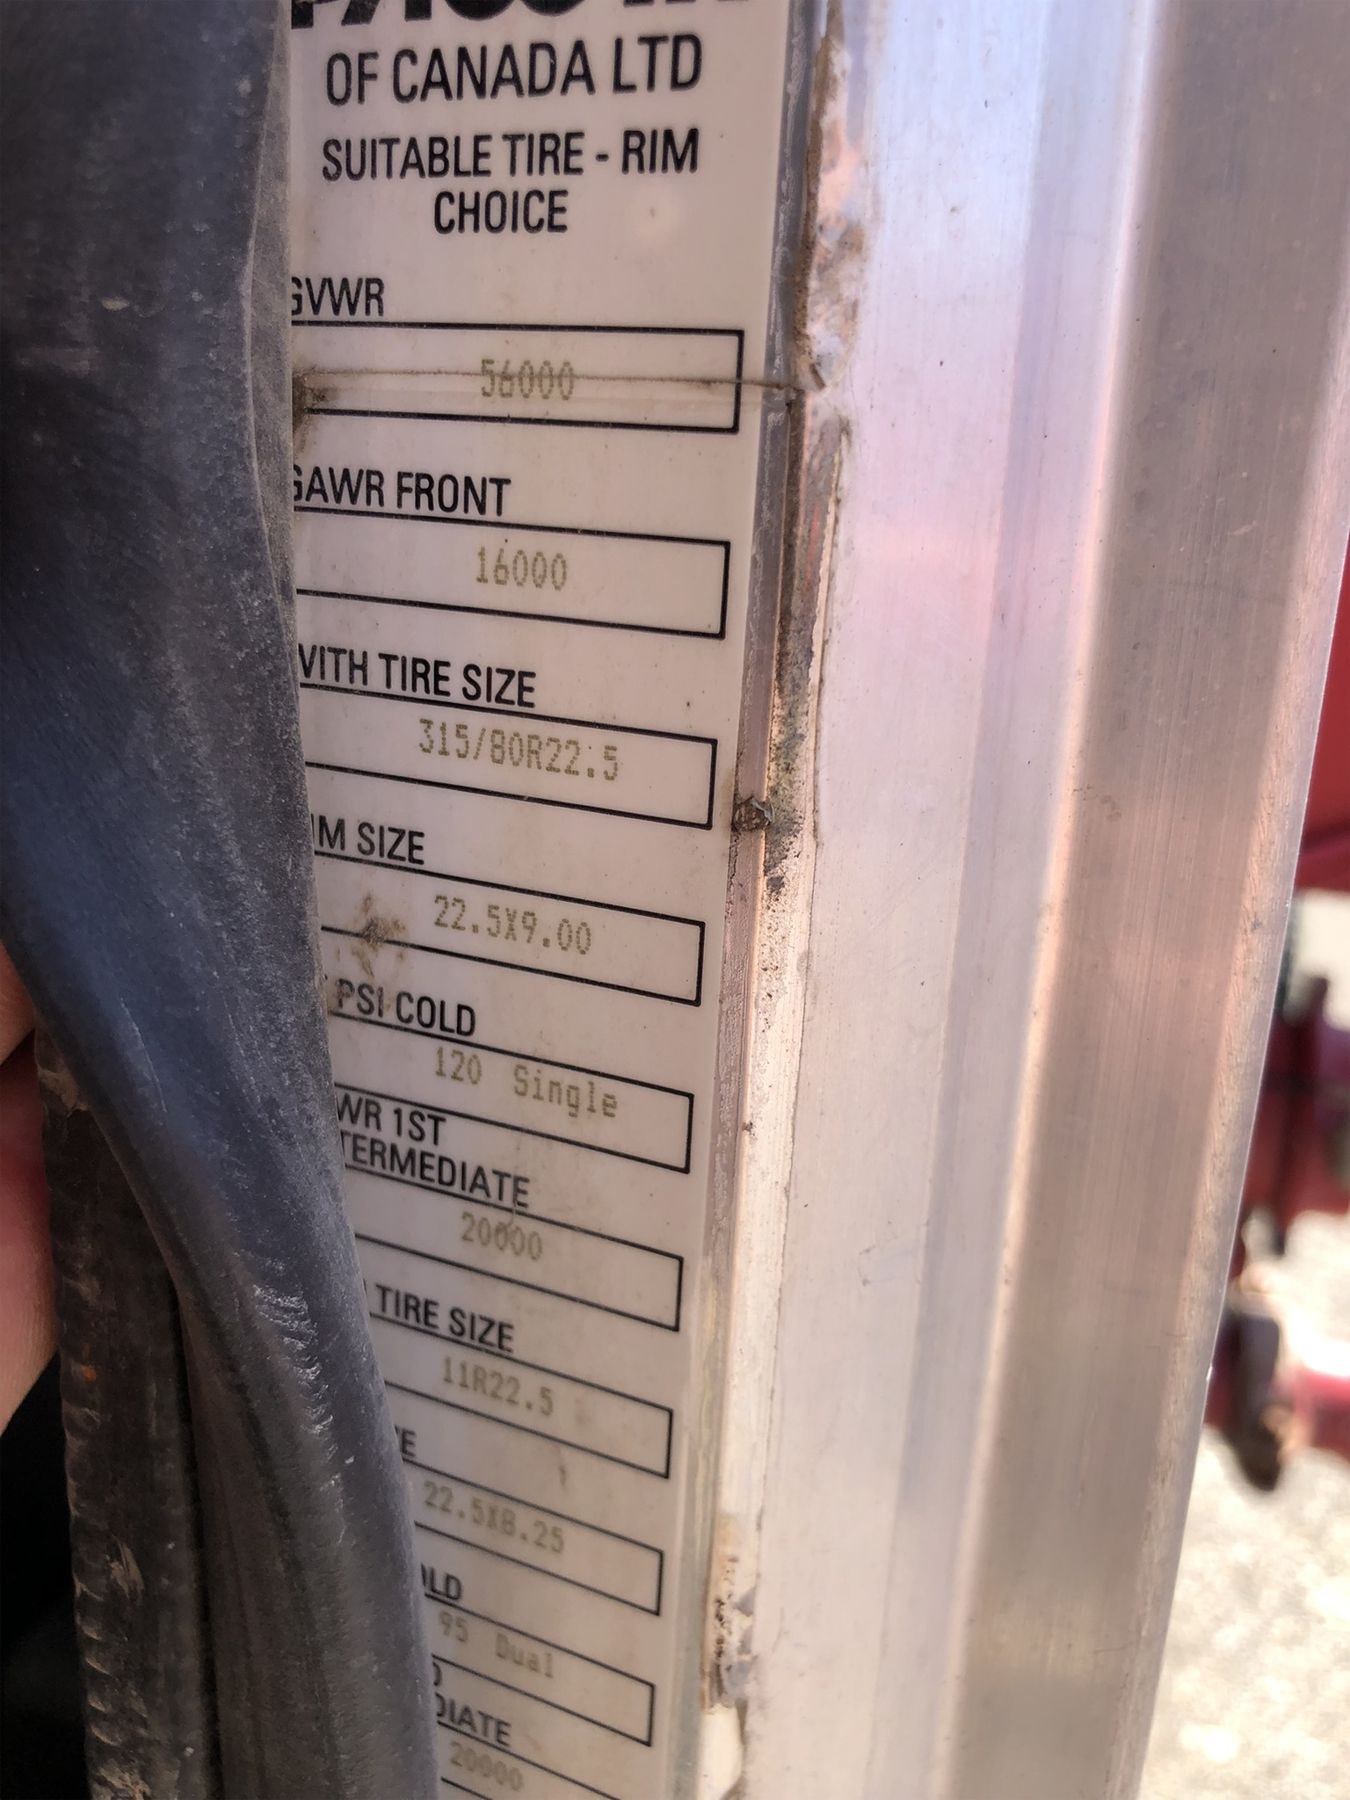 OF CANADA LTD
SUITABLE TIRE - RIM
CHOICE
GVWR
56000
GAWR FRONT
16000
WITH TIRE SIZE
315/80R22.5
IM SIZE
22.5X9.00
PSI COLD
120 Single
WR 1ST
TERMEDIATE
20000
TIRE SIZE
11R22.5
E
22.5X8.25
LD
95 Dual
D
DIATE
20000